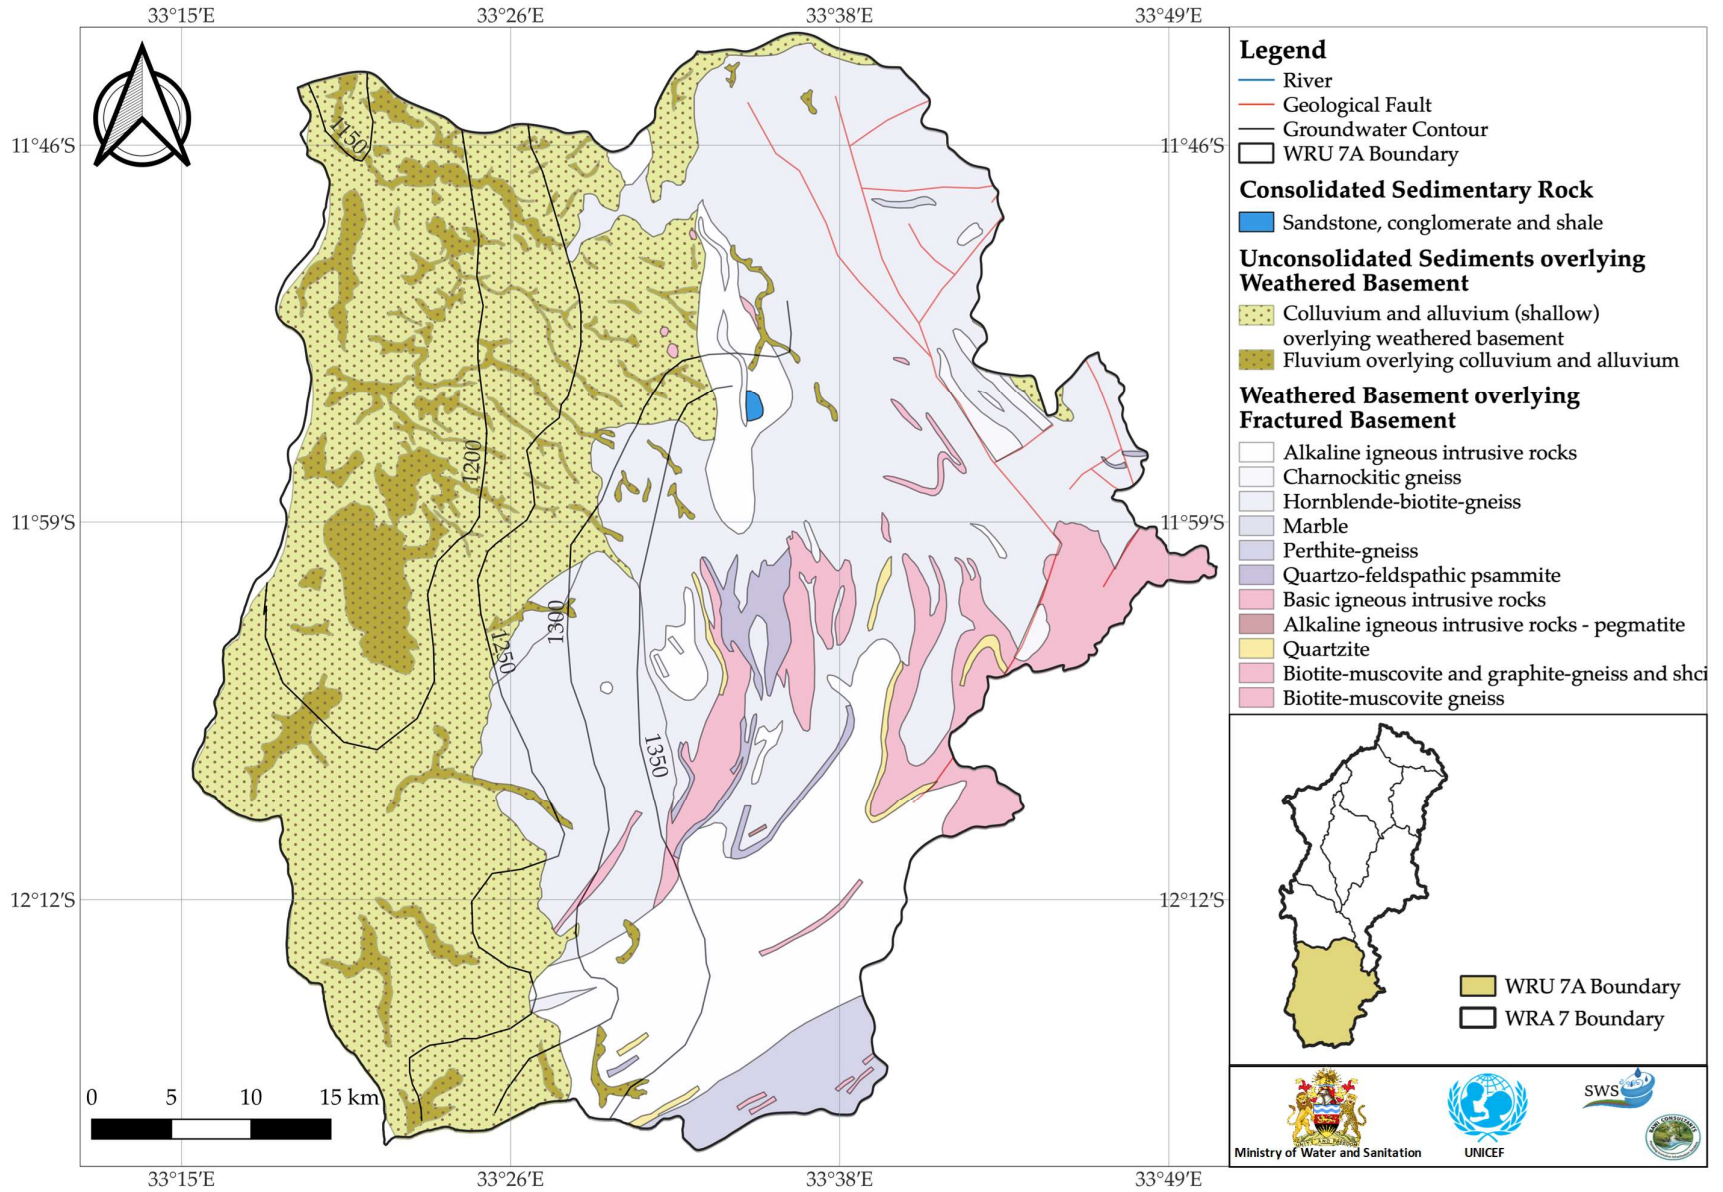 33°15′E 33°26′E 33°38′E 33°49′E
11°46′S 11°46′S
11°59′S 11°59′S
12°12′S 12°12′S
1150
1200
1250
1300
1350
0 5 10 15 km
33°15′E 33°26′E 33°38′E 33°49′E
Legend
River
Geological Fault
Groundwater Contour
WRU 7A Boundary
Consolidated Sedimentary Rock
Sandstone, conglomerate and shale
Unconsolidated Sediments overlying
Weathered Basement
Colluvium and alluvium (shallow)
overlying weathered basement
Fluvium overlying colluvium and alluvium
Weathered Basement overlying
Fractured Basement
Alkaline igneous intrusive rocks
Charnockitic gneiss
Hornblende-biotite-gneiss
Marble
Perthite-gneiss
Quartzo-feldspathic psammite
Basic igneous intrusive rocks
Alkaline igneous intrusive rocks - pegmatite
Quartzite
Biotite-muscovite and graphite-gneiss and shci
Biotite-muscovite gneiss
WRU 7A Boundary
WRA 7 Boundary
Ministry of Water and Sanitation
UNICEF
SWS